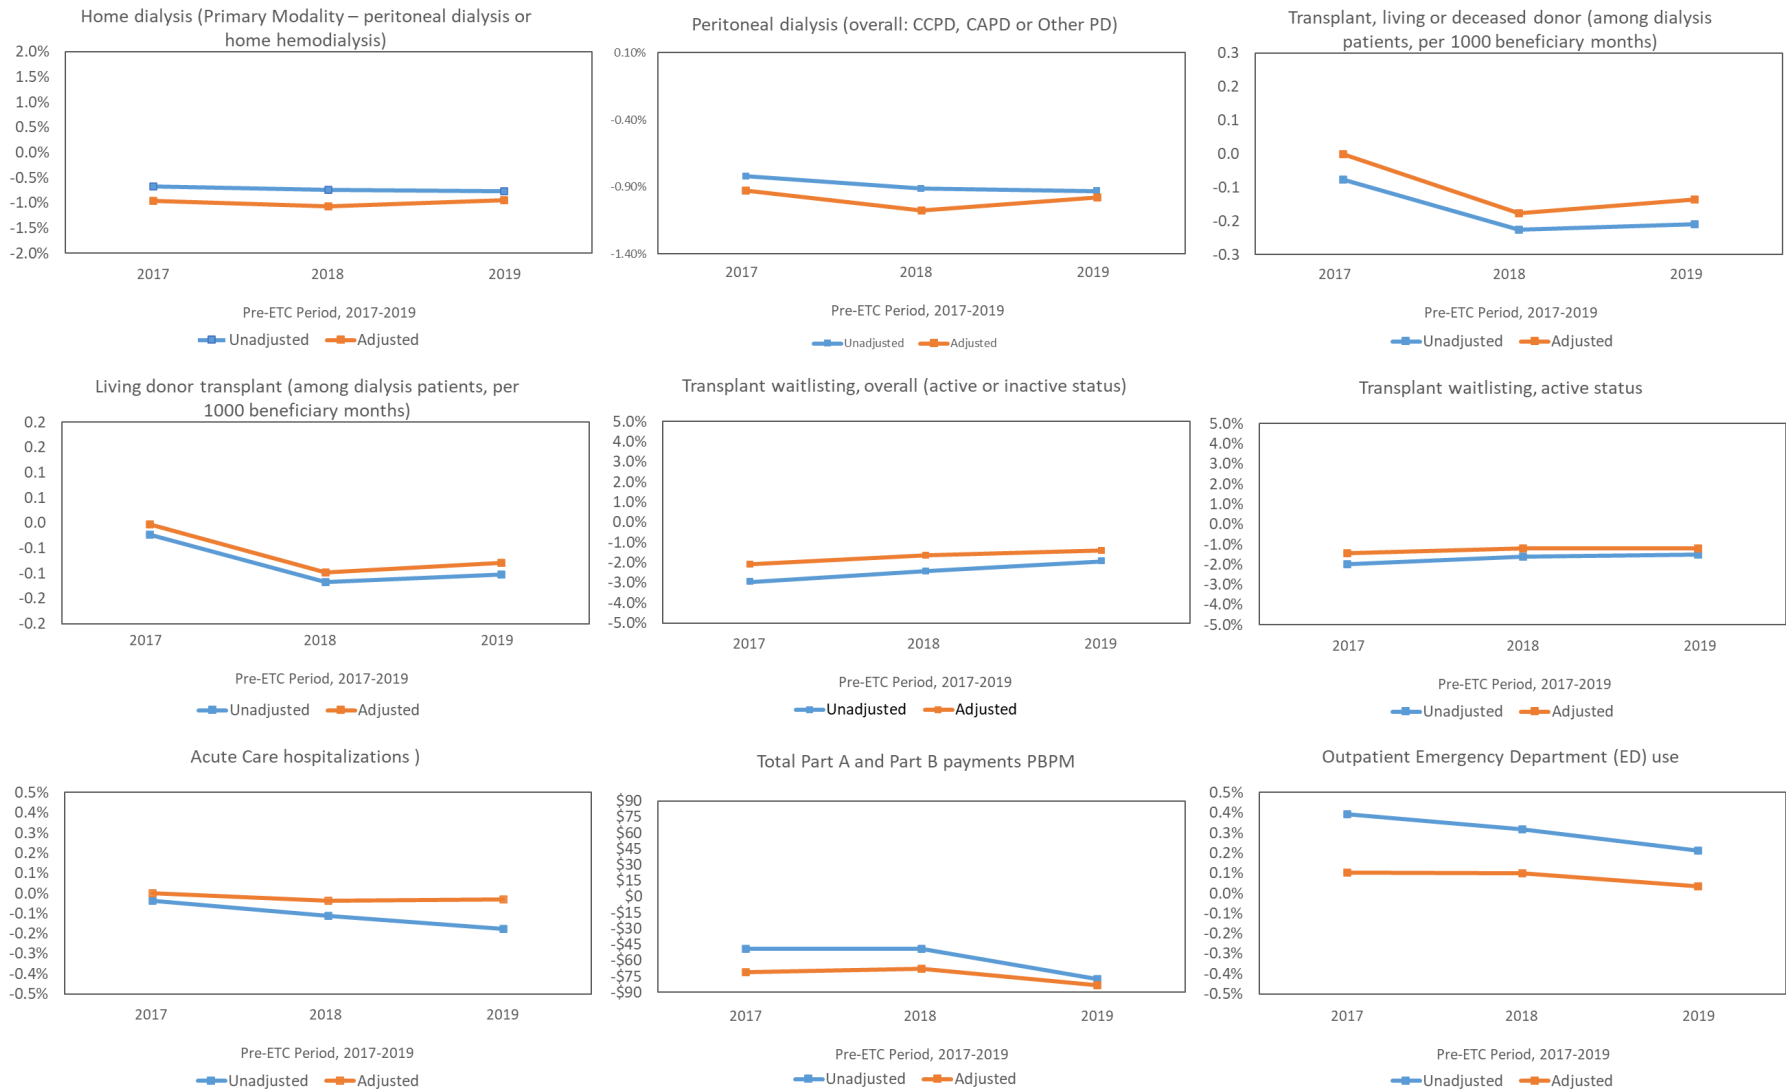 Home dialysis (Primary Modality – peritoneal dialysis or
home hemodialysis)
2.0%
1.5%
1.0%
0.5%
0.0%
-0.5%
-1.0%
-1.5%
-2.0%
2017
2018
2019
Pre-ETC Period, 2017-2019
Unadjusted
Adjusted
Peritoneal dialysis (overall: CCPD, CAPD or Other PD)
0.10%
-0.40%
-0.90%
-1.40%
2017
2018
2019
Pre-ETC Period, 2017-2019
Unadjusted
Adjusted
Transplant, living or deceased donor (among dialysis
patients, per 1000 beneficiary months)
0.3
0.2
0.1
0.0
-0.1
-0.2
-0.3
2017
2018
2019
Pre-ETC Period, 2017-2019
Unadjusted
Adjusted
Living donor transplant (among dialysis patients, per
1000 beneficiary months)
0.2
0.2
0.1
0.1
0.0
-0.1
-0.1
-0.2
-0.2
2017
2018
2019
Pre-ETC Period, 2017-2019
Unadjusted
Adjusted
Transplant waitlisting, overall (active or inactive status)
5.0%
4.0%
3.0%
2.0%
1.0%
0.0%
-1.0%
-2.0%
-3.0%
-4.0%
-5.0%
2017
2018
2019
Pre-ETC Period, 2017-2019
Unadjusted
Adjusted
Transplant waitlisting, active status
5.0%
4.0%
3.0%
2.0%
1.0%
0.0%
-1.0%
-2.0%
-3.0%
-4.0%
-5.0%
2017
2018
2019
Pre-ETC Period, 2017-2019
Unadjusted
Adjusted
Acute Care hospitalizations )
0.5%
0.4%
0.3%
0.2%
0.1%
0.0%
-0.1%
-0.2%
-0.3%
-0.4%
-0.5%
2017
2018
2019
Pre-ETC Period, 2017-2019
Unadjusted
Adjusted
Total Part A and Part B payments PBPM
$90
$75
$60
$45
$30
$15
$0
-$15
-$30
-$45
-$60
-$75
-$90
2017
2018
2019
Pre-ETC Period, 2017-2019
Unadjusted
Adjusted
Outpatient Emergency Department (ED) use
0.5%
0.4%
0.3%
0.2%
0.1%
0.0%
-0.1%
-0.2%
-0.3%
-0.4%
-0.5%
2017
2018
2019
Pre-ETC Period, 2017-2019
Unadjusted
Adjusted